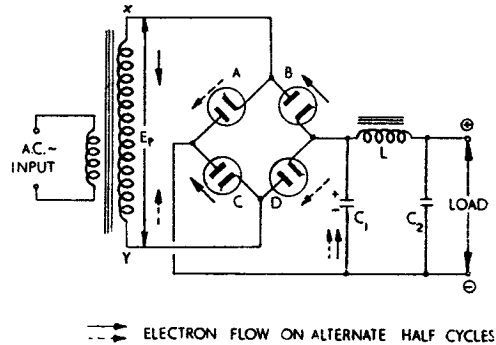 X
A
B
A.C.~
INPUT
Ep
L
+
⊕
C
D
+
−
C1
C2
LOAD
Y
⊖
ELECTRON FLOW ON ALTERNATE HALF CYCLES